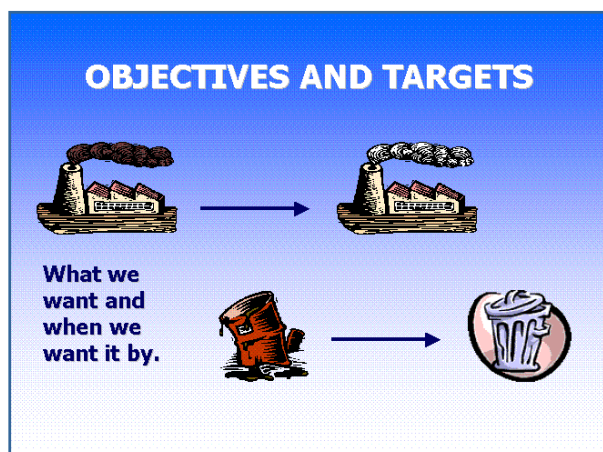 OBJECTIVES AND TARGETS
What we
want and
when we
want it by.